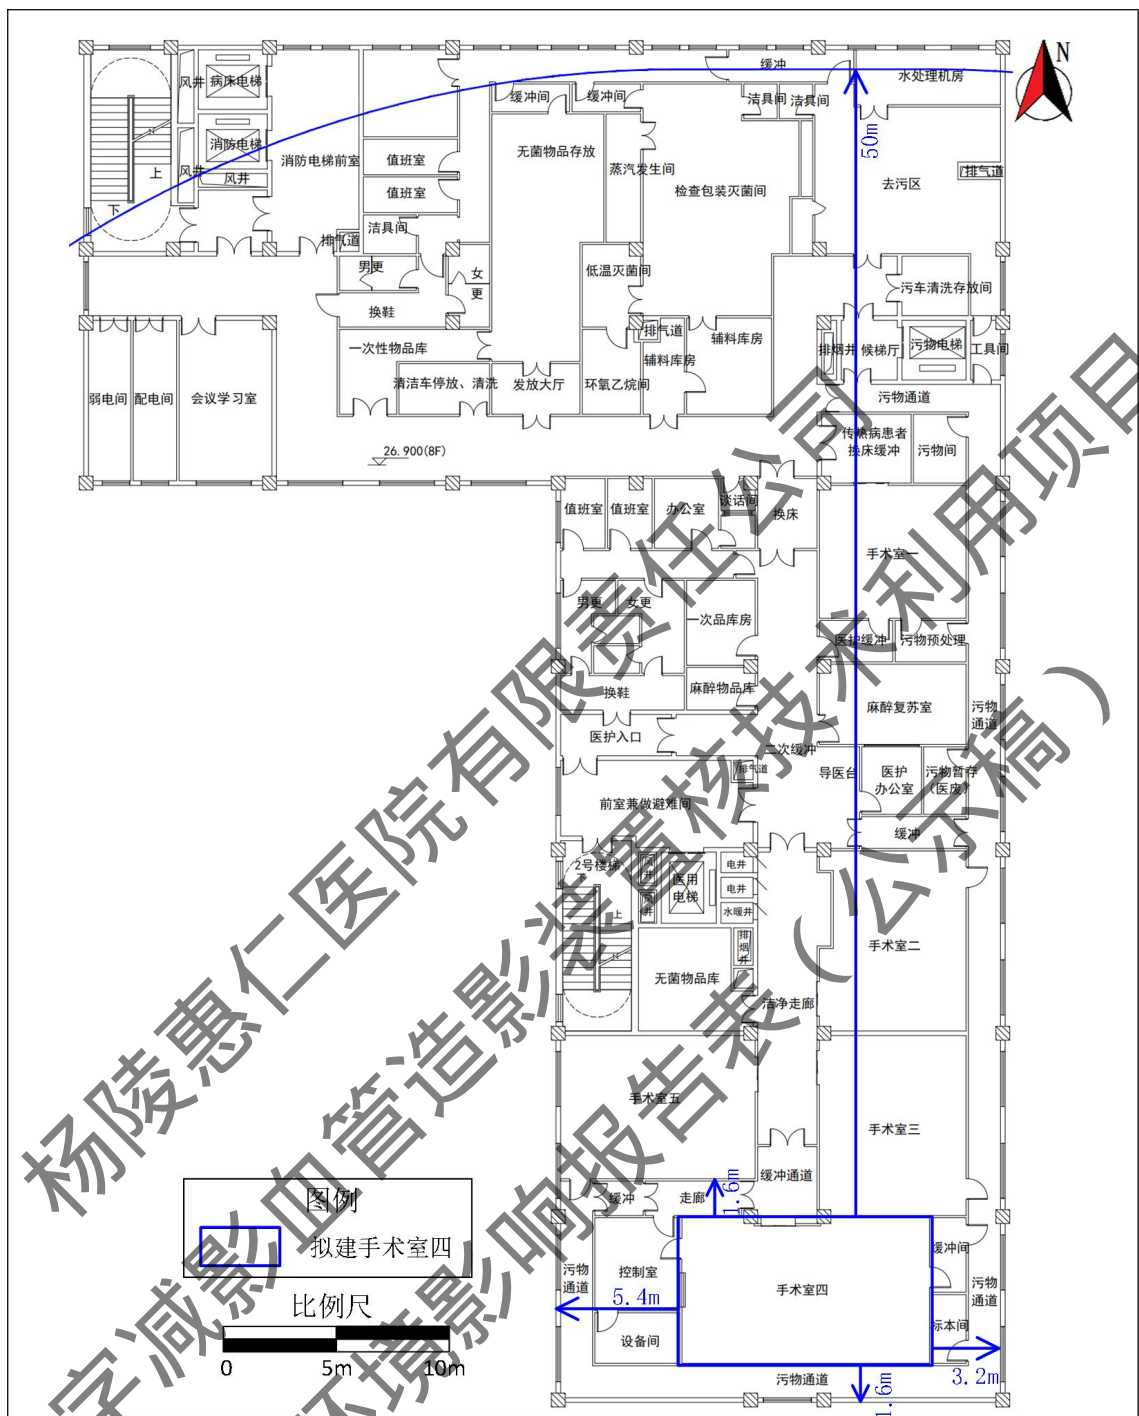 N
缓冲
水处理机房
风井
病床电梯
缓冲间
缓冲间
洁具间
洁具间
50m
消防电梯
无菌物品存放
消防电梯前室
值班室
蒸汽发生间
上
风井
风井
排气道
检查包装灭菌间
去污区
值班室
下
洁具间
排气道
男更
女更
低温灭菌间
污车清洗存放间
换鞋
排气道
辅料库房
一次性物品库
辅料库房
排烟井
候梯厅
污物电梯
工具间
清洁车停放、清洗
发放大厅
环氧乙烷间
弱电间
配电间
会议学习室
污物通道
传染病患者
换床缓冲
污物间
26.900(8F)
值班室
值班室
办公室
谈话间
换床
手术室一
男更
女更
一次品库房
医护缓冲
污物预处理
换鞋
麻醉物品库
麻醉复苏室
污物
通道
医护入口
二次缓冲
排气道
导医台
医护
办公室
污物暂存
(医废)
前室兼做避难间
缓冲
2号楼梯
下
风井
医用
电梯
电井
电井
风井
水暖井
上
排烟井
手术室二
无菌物品库
洁净走廊
手术室五
手术室三
缓冲通道
1.6m
缓冲
走廊
图例
拟建手术室四
缓冲间
控制室
手术室四
污物
通道
污物
通道
5.4m
比例尺
标本间
设备间
0
5m
10m
3.2m
污物通道
1.6m
杨陵惠仁医院有限责任公司
字减影血管造影装置核技术利用项目
环境影响报告表(公示稿)